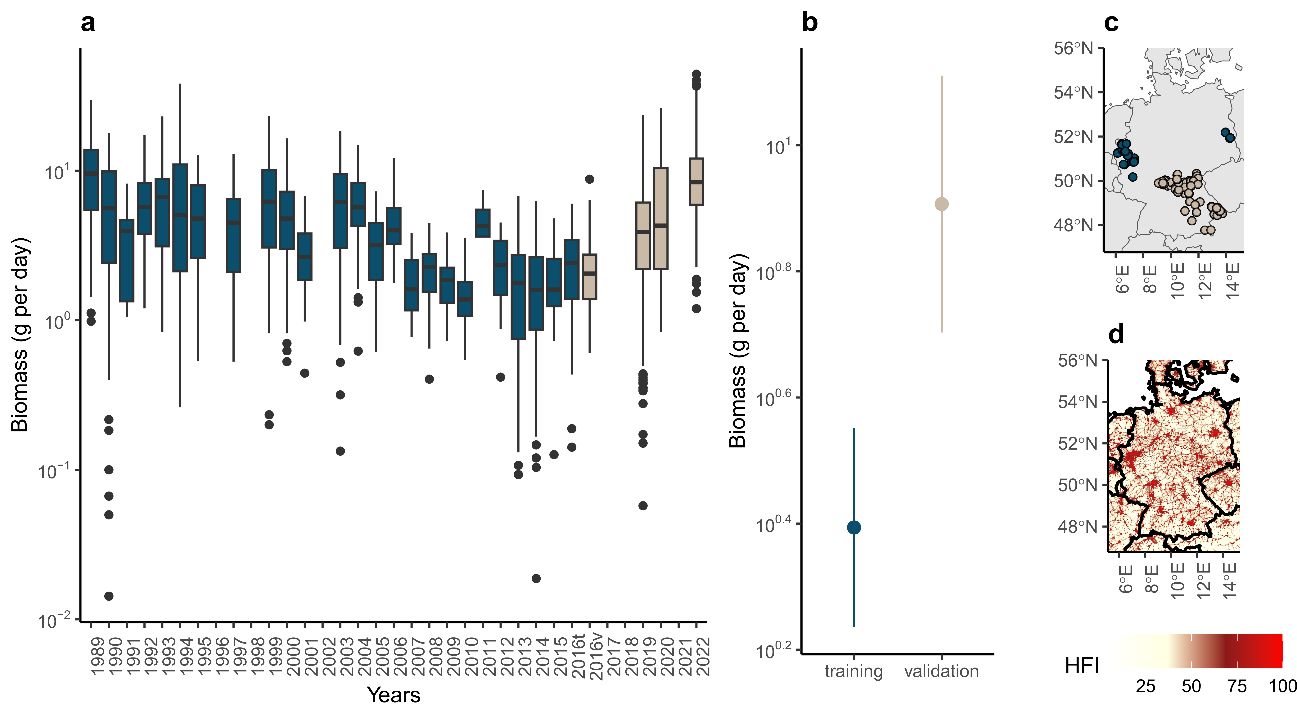 a
Biomass (g per day)
10¹
10⁰
10⁻¹
10⁻²
1989
1990
1991
1992
1993
1994
1995
1996
1997
1998
1999
2000
2001
2002
2003
2004
2005
2006
2007
2008
2009
2010
2011
2012
2013
2014
2015
2016t
2016v
2017
2018
2019
2020
2021
2022
Years
b
Biomass (g per day)
10¹
10^0.8
10^0.6
10^0.4
10^0.2
training
validation
c
56°N
54°N
52°N
50°N
48°N
6°E
8°E
10°E
12°E
14°E
d
56°N
54°N
52°N
50°N
48°N
6°E
8°E
10°E
12°E
14°E
HFI
25 50 75 100